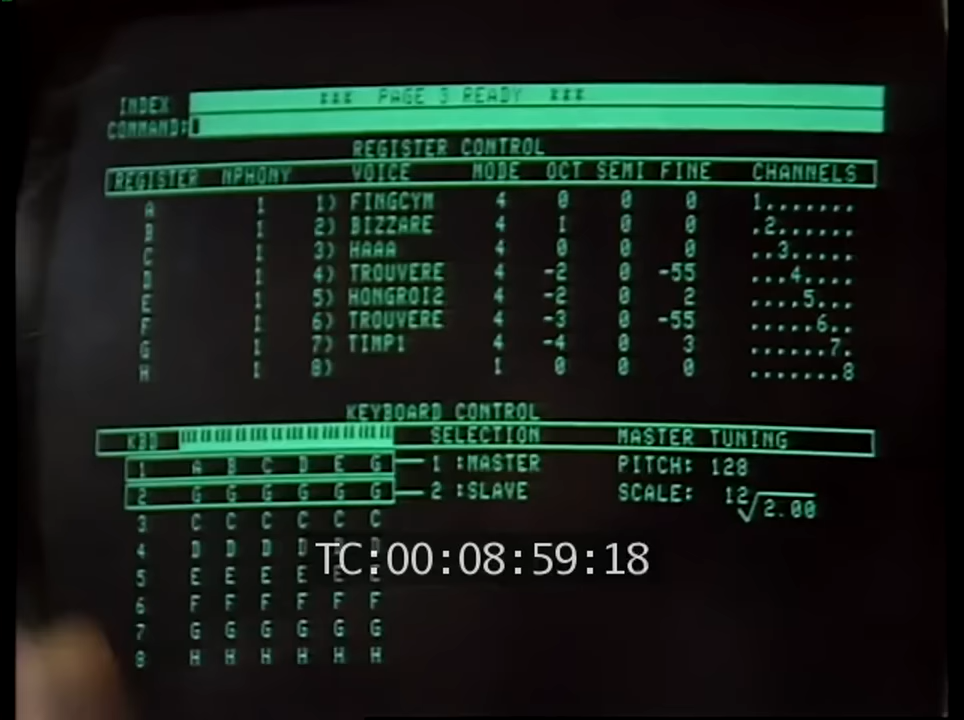 INDEX *** PAGE 3 READY ***
COMMAND:
REGISTER CONTROL
REGISTER NPHONY VOICE MODE OCT SEMI FINE CHANNELS
A 1 1) FINGCYM 4 0 0 0 1.......
B 1 2) BIZZARE 4 1 0 0 .2......
C 1 3) HAAA 4 0 0 0 ..3.....
D 1 4) TROUVERE 4 -2 0 -55 ...4....
E 1 5) HONGROI2 4 -2 0 2 ....5...
F 1 6) TROUVERE 4 -3 0 -55 .....6..
G 1 7) TIMP1 4 -4 0 3 ......7.
H 1 8) 1 0 0 0 .......8
KEYBOARD CONTROL
KBD SELECTION MASTER TUNING
1 A B C D E G 1 :MASTER PITCH: 128
2 G G G G G G 2 :SLAVE SCALE: 12√2.00
3 C C C C C C
4 D D D D D D
TC:00:08:59:18
5 E E E E E E
6 F F F F F F
7 G G G G G G
8 H H H H H H